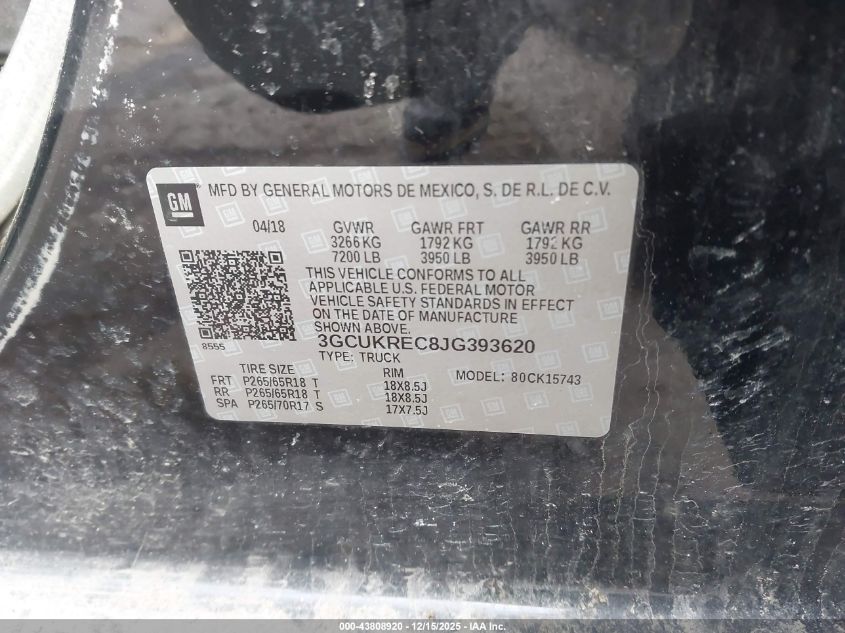 GM
MFD BY GENERAL MOTORS DE MEXICO, S. DE R.L. DE C.V.
04/18 GVWR GAWR FRT GAWR RR
3266 KG 1792 KG 1792 KG
7200 LB 3950 LB 3950 LB
THIS VEHICLE CONFORMS TO ALL
APPLICABLE U.S. FEDERAL MOTOR
VEHICLE SAFETY STANDARDS IN EFFECT
ON THE DATE OF MANUFACTURE
SHOWN ABOVE.
8555 3GCUKREC8JG393620
TYPE: TRUCK
TIRE SIZE RIM MODEL: 80CK15743
FRT P265/65R18 T 18X8.5J
RR P265/65R18 T 18X8.5J
SPA P265/70R17 S 17X7.5J
000-43808920 - 12/15/2025 - IAA Inc.